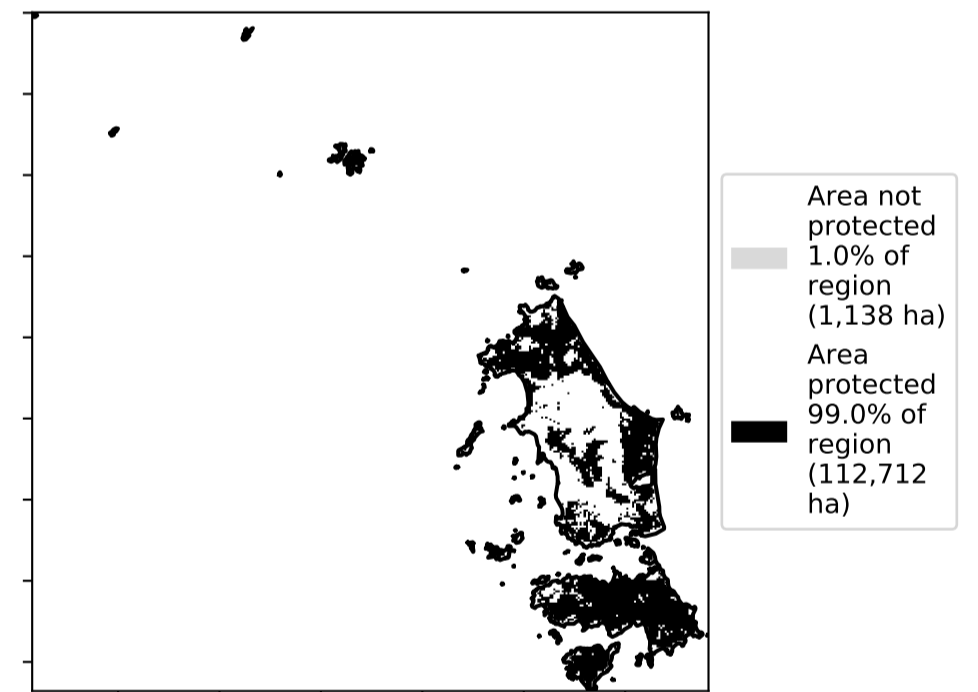 Area not
protected
1.0% of
region
(1,138 ha)
Area
protected
99.0% of
region
(112,712
ha)